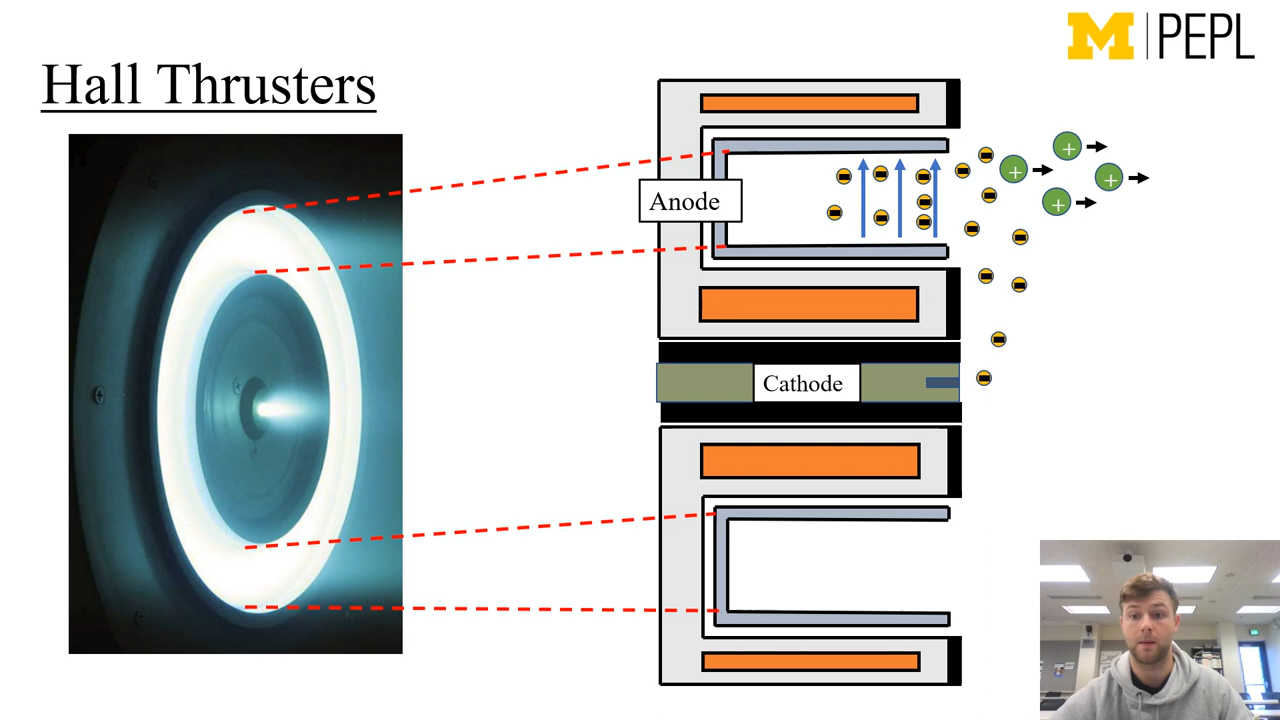 M | PEPL
Hall Thrusters
Anode
+
+
+
+
Cathode